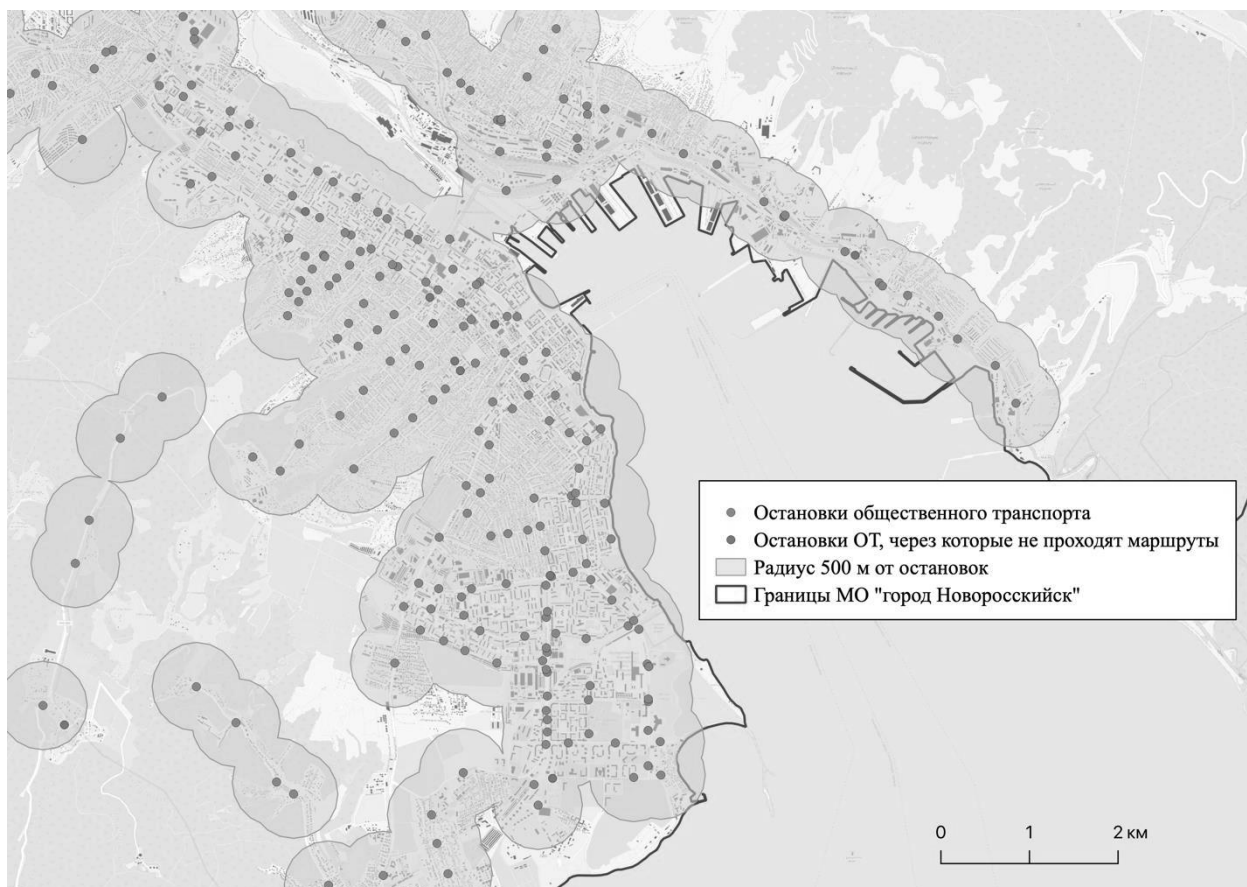 Остановки общественного транспорта
Остановки ОТ, через которые не проходят маршруты
Радиус 500 м от остановок
Границы МО "город Новоросскийск"
0 1 2 км